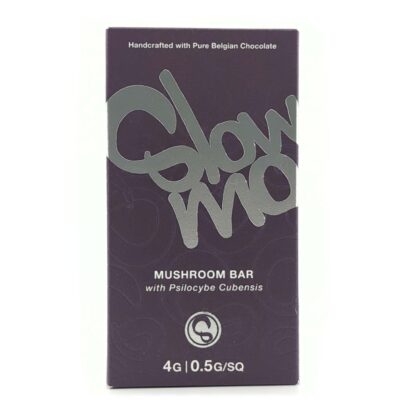 Handcrafted with Pure Belgian Chocolate
Slow
mo
MUSHROOM BAR
with Psilocybe Cubensis
4G | 0.5G/SQ